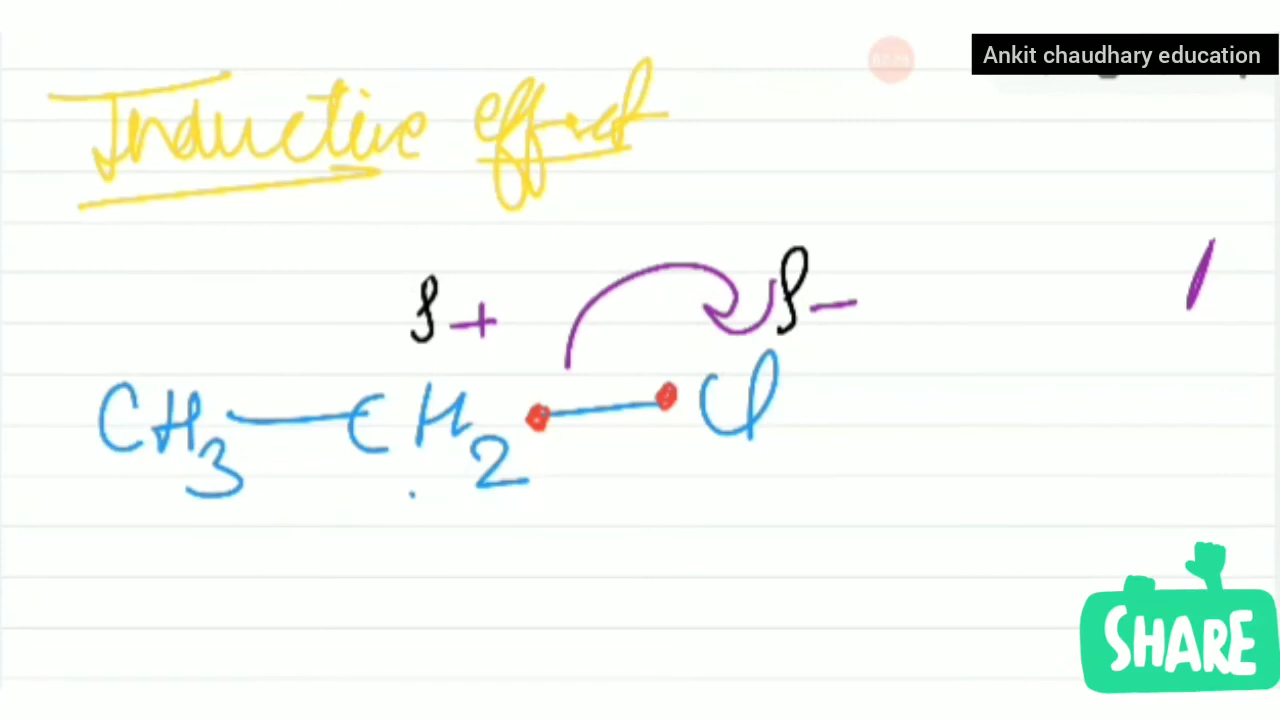 Ankit chaudhary education
Inductive effect
δ+ δ-
CH3—CH2—Cl
SHARE